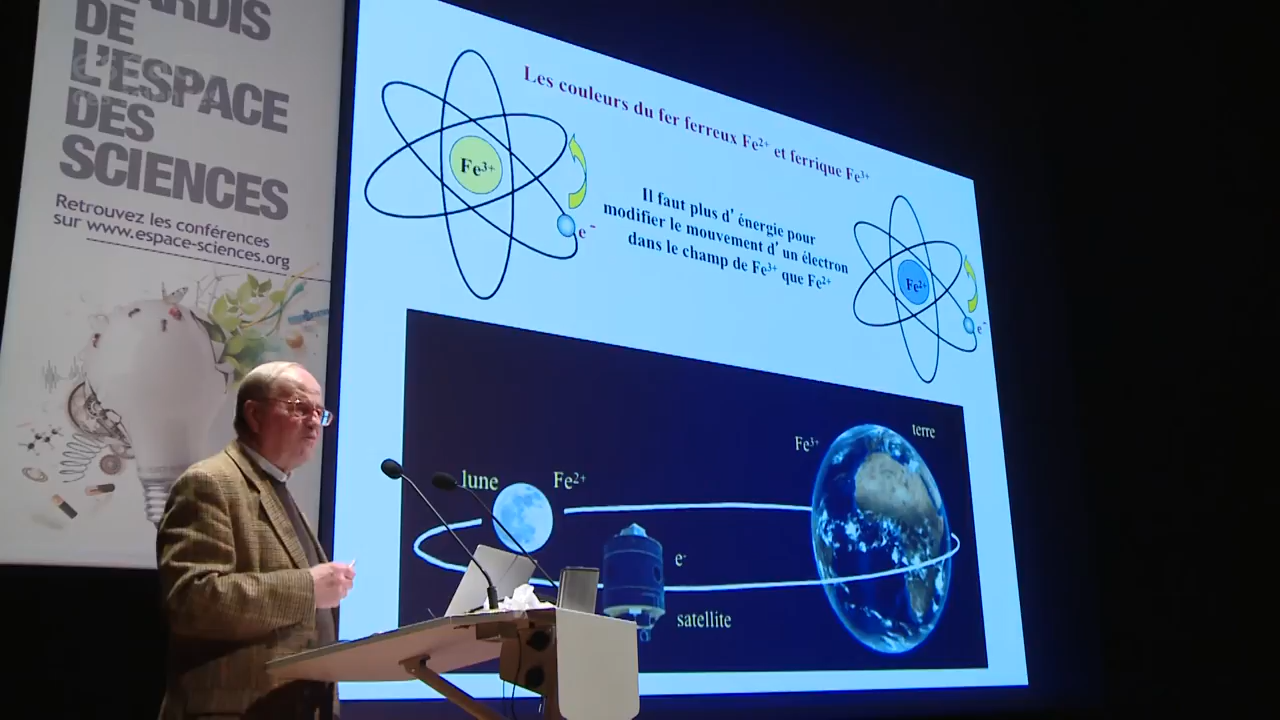 ARDIS
DE
L'ESPACE
DES
SCIENCES
Retrouvez les conférences
sur www.espace-sciences.org
Les couleurs du fer ferreux Fe²⁺ et ferrique Fe³⁺
Fe³⁺
e⁻
Il faut plus d' énergie pour
modifier le mouvement d' un électron
dans le champ de Fe³⁺ que Fe²⁺
Fe²⁺
e⁻
lune
Fe²⁺
Fe³⁺
terre
e⁻
satellite